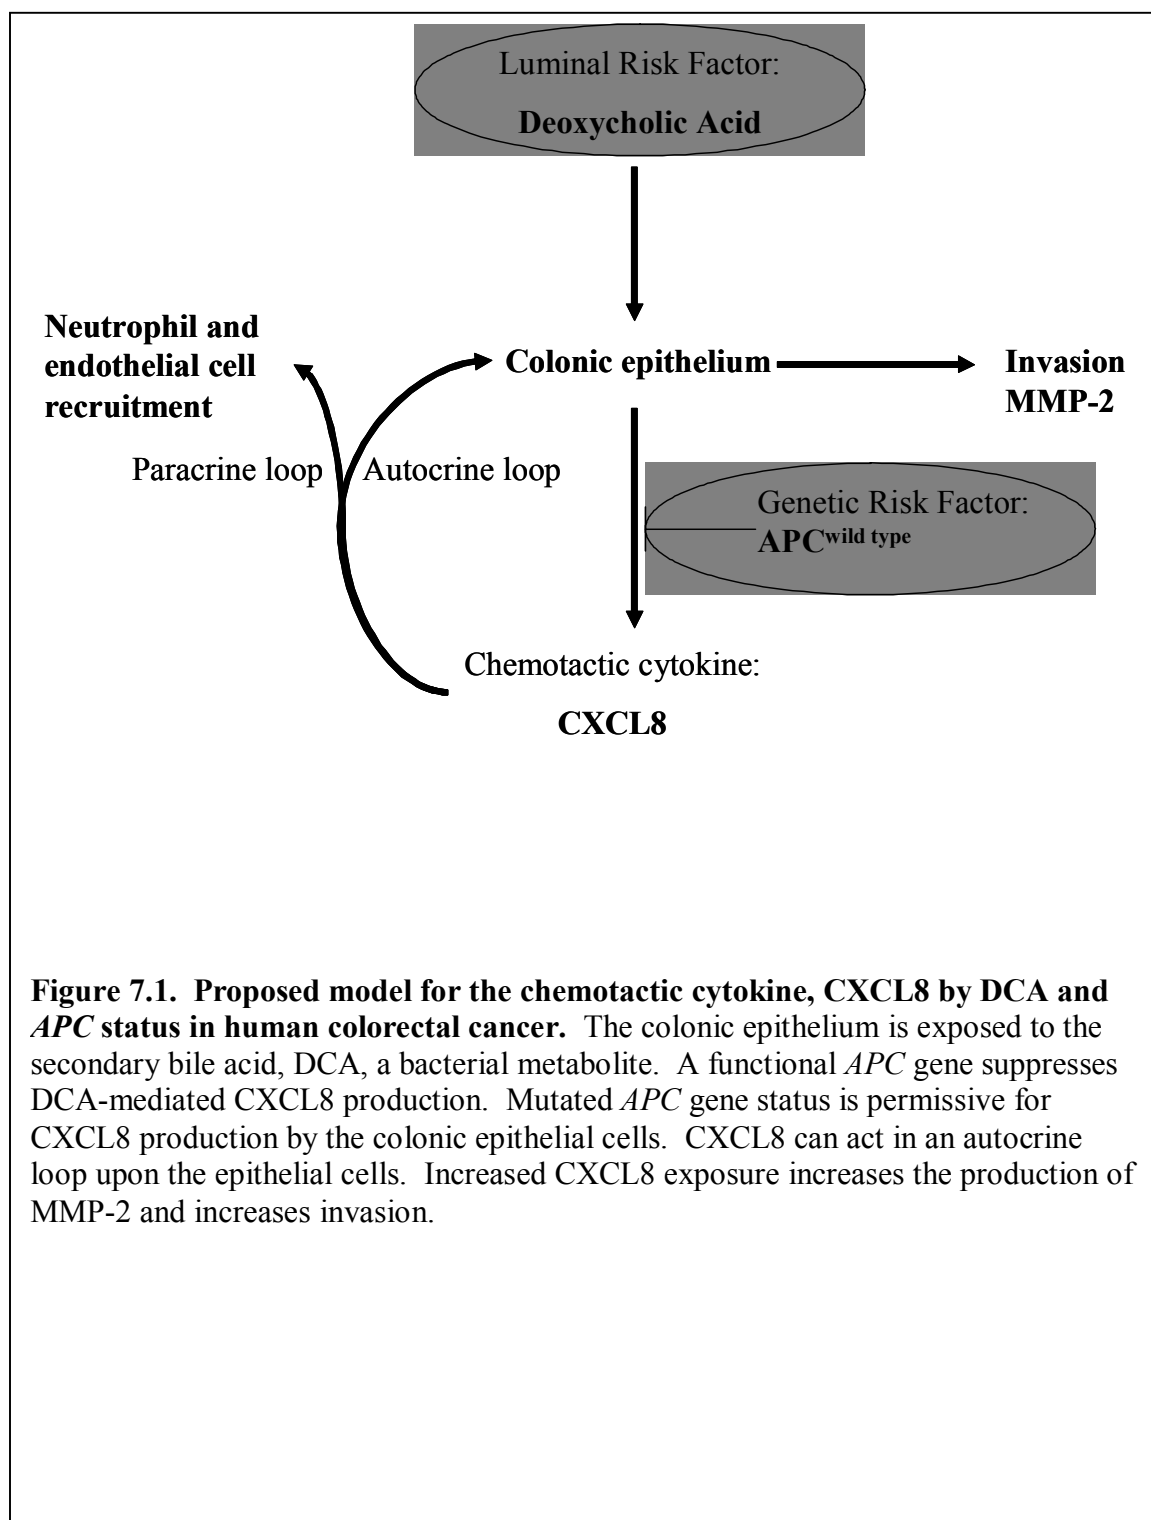 Luminal Risk Factor:
Deoxycholic Acid
Neutrophil and
endothelial cell
recruitment
Colonic epithelium
Invasion
MMP-2
Paracrine loop
Autocrine loop
Genetic Risk Factor:
APCwild type
Chemotactic cytokine:
CXCL8
Figure 7.1.  Proposed model for the chemotactic cytokine, CXCL8 by DCA and
APC status in human colorectal cancer.  The colonic epithelium is exposed to the
secondary bile acid, DCA, a bacterial metabolite.  A functional APC gene suppresses
DCA-mediated CXCL8 production.  Mutated APC gene status is permissive for
CXCL8 production by the colonic epithelial cells.  CXCL8 can act in an autocrine
loop upon the epithelial cells.  Increased CXCL8 exposure increases the production of
MMP-2 and increases invasion.